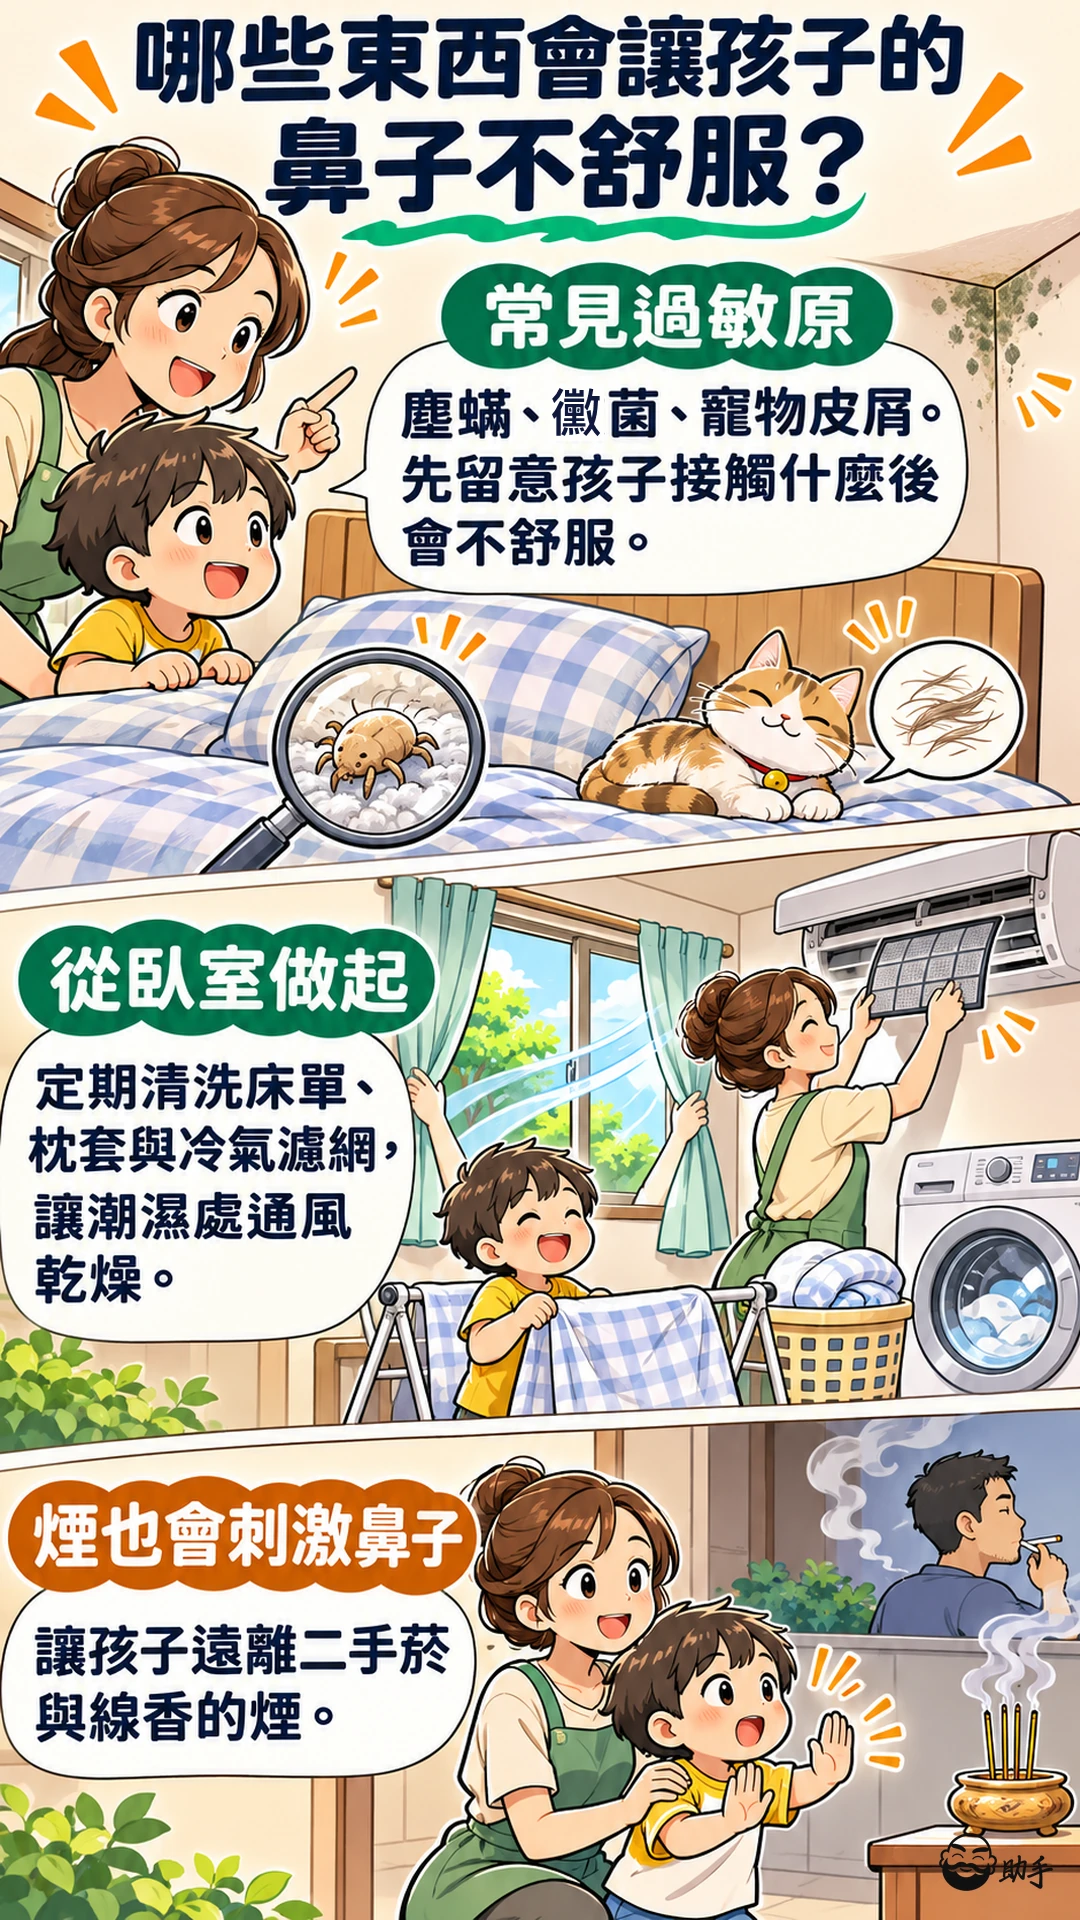 哪些東西會讓孩子的
鼻子不舒服？
常見過敏原
塵蟎、黴菌、寵物皮屑。
先留意孩子接觸什麼後
會不舒服。
從臥室做起
定期清洗床單、
枕套與冷氣濾網，
讓潮濕處通風
乾燥。
煙也會刺激鼻子
讓孩子遠離二手菸
與線香的煙。
助手